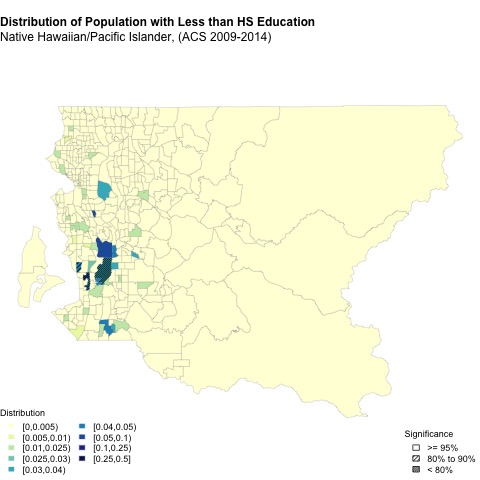 Distribution of Population with Less than HS Education
Native Hawaiian/Pacific Islander, (ACS 2009-2014)
Distribution
[0,0.005)
[0.005,0.01)
[0.01,0.025)
[0.025,0.03)
[0.03,0.04)
[0.04,0.05)
[0.05,0.1)
[0.1,0.25)
[0.25,0.5]
Significance
>= 95%
80% to 90%
< 80%